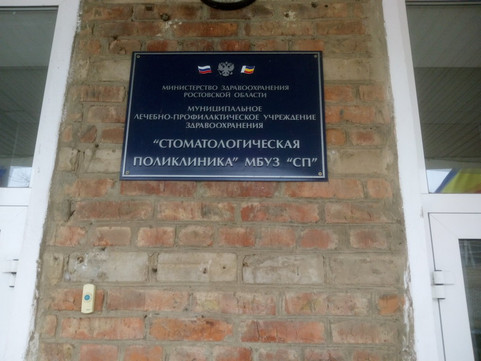 МИНИСТЕРСТВО ЗДРАВООХРАНЕНИЯ
РОСТОВСКОЙ ОБЛАСТИ
МУНИЦИПАЛЬНОЕ
ЛЕЧЕБНО-ПРОФИЛАКТИЧЕСКОЕ УЧРЕЖДЕНИЕ
ЗДРАВООХРАНЕНИЯ
"СТОМАТОЛОГИЧЕСКАЯ
ПОЛИКЛИНИКА" МБУЗ "СП"